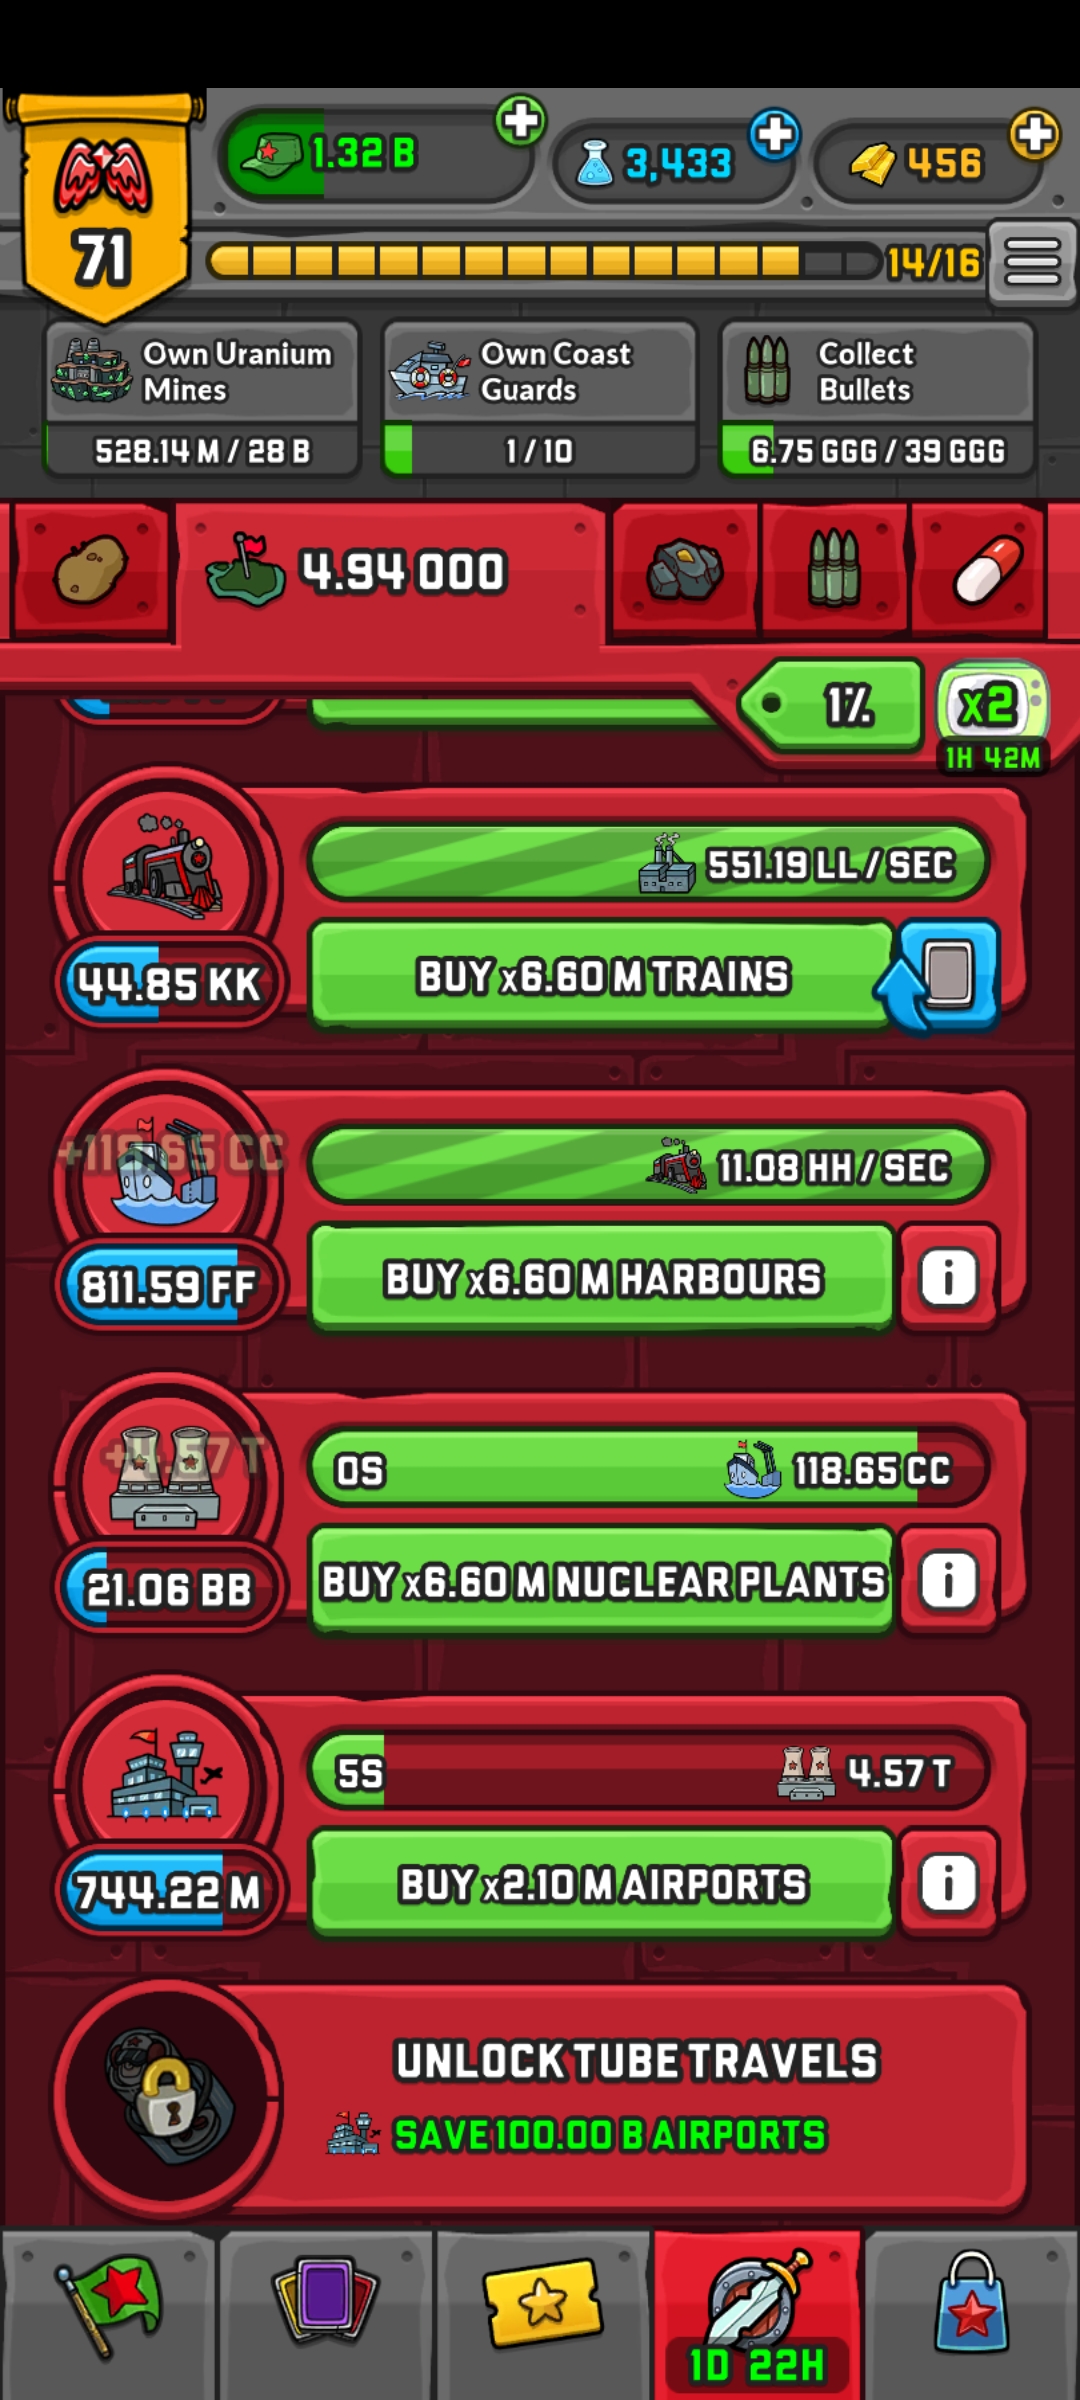 71
1.32 B
3,433
456
14/16
Own Uranium
Mines
528.14 M / 28 B
Own Coast
Guards
1 / 10
Collect
Bullets
6.75 GGG / 39 GGG
4.94 OOO
1%
x2
1H 42M
551.19 LL / SEC
BUY x6.60 M TRAINS
44.85 KK
+118.65 CC
11.08 HH / SEC
BUY x6.60 M HARBOURS
811.59 FF
+4.57 T
0S
118.65 CC
BUY x6.60 M NUCLEAR PLANTS
21.06 BB
5S
4.57 T
BUY x2.10 M AIRPORTS
744.22 M
UNLOCK TUBE TRAVELS
SAVE 100.00 B AIRPORTS
1D 22H